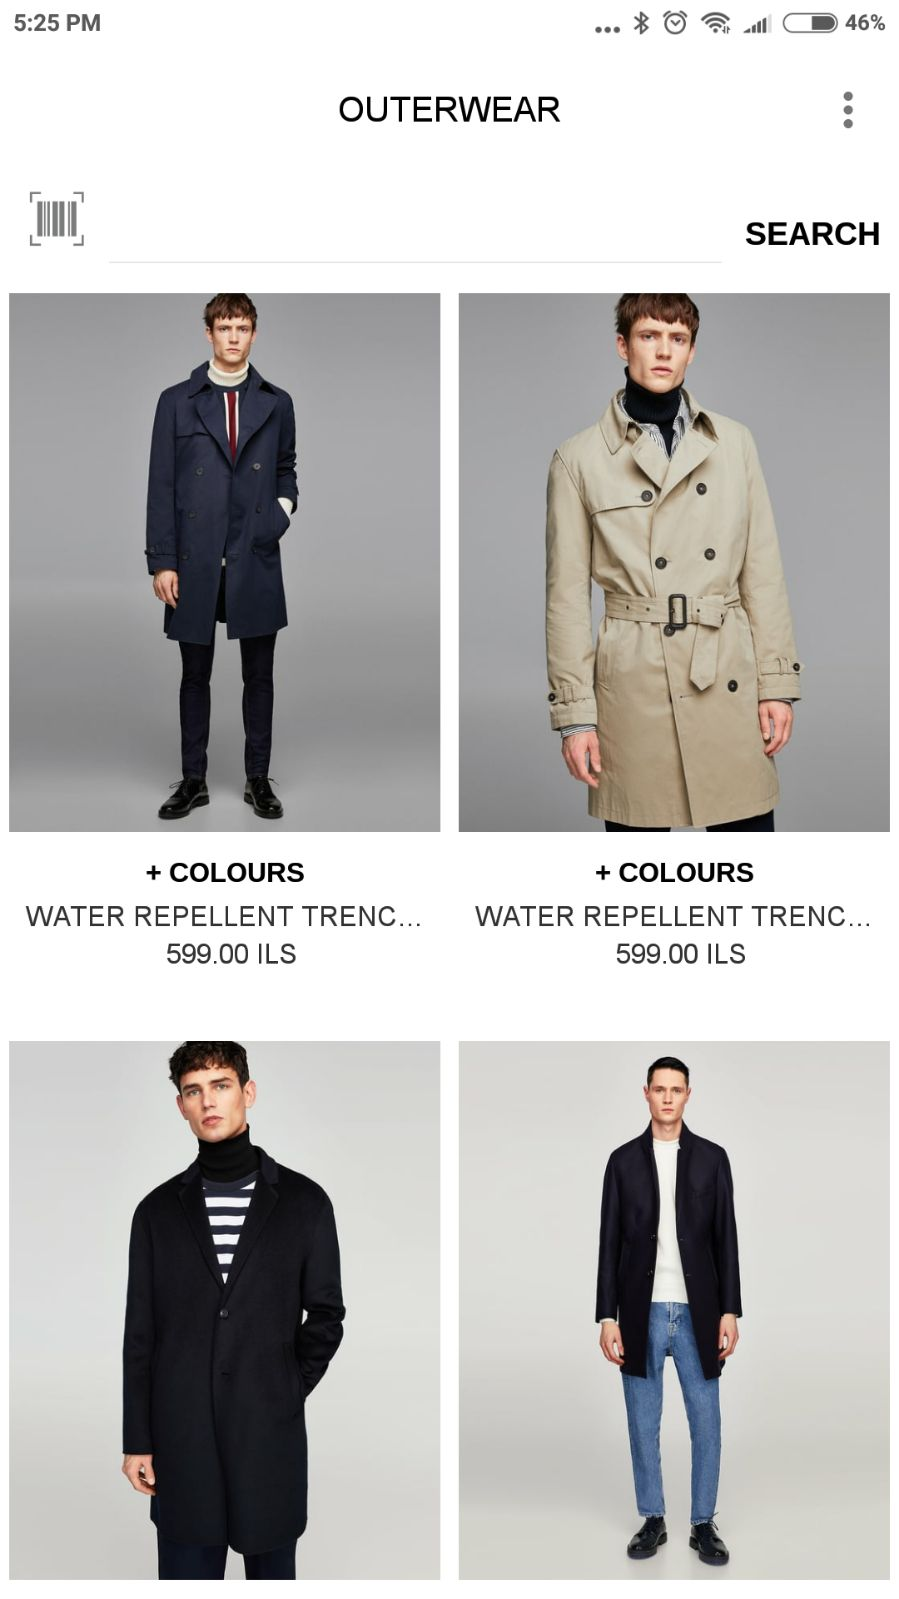 5:25 PM
46%
OUTERWEAR
SEARCH
+ COLOURS
WATER REPELLENT TRENC...
599.00 ILS
+ COLOURS
WATER REPELLENT TRENC...
599.00 ILS